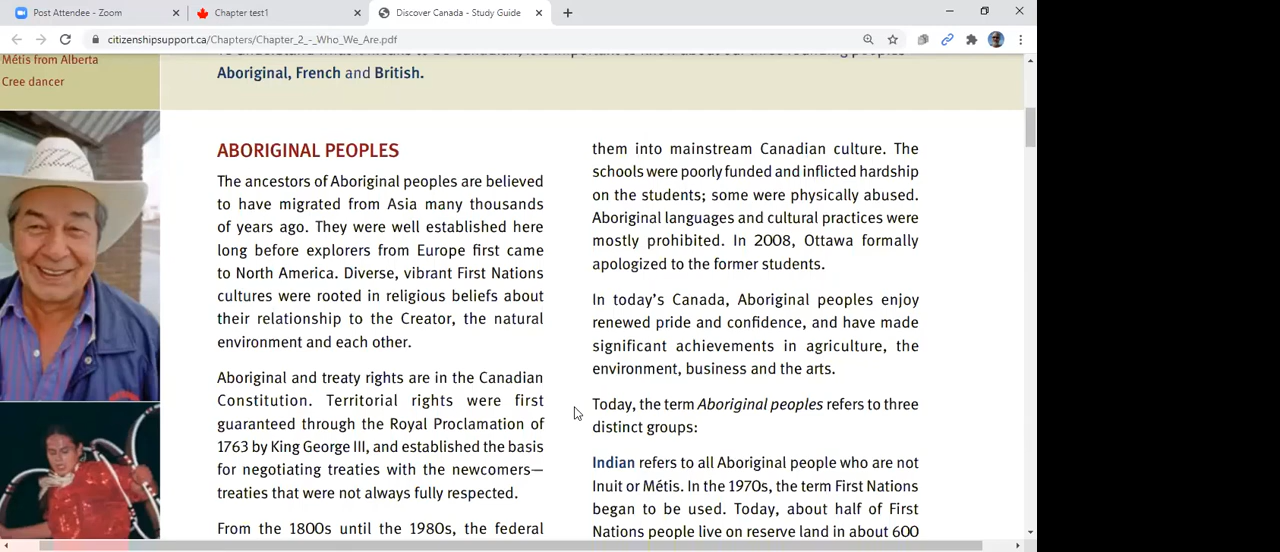 Post Attendee - Zoom
Chapter test1
Discover Canada - Study Guide
citizenshipsupport.ca/Chapters/Chapter_2_-_Who_We_Are.pdf
Métis from Alberta
Cree dancer
Aboriginal, French and British.
ABORIGINAL PEOPLES
The ancestors of Aboriginal peoples are believed
to have migrated from Asia many thousands
of years ago. They were well established here
long before explorers from Europe first came
to North America. Diverse, vibrant First Nations
cultures were rooted in religious beliefs about
their relationship to the Creator, the natural
environment and each other.
Aboriginal and treaty rights are in the Canadian
Constitution. Territorial rights were first
guaranteed through the Royal Proclamation of
1763 by King George III, and established the basis
for negotiating treaties with the newcomers—
treaties that were not always fully respected.
From the 1800s until the 1980s, the federal
them into mainstream Canadian culture. The
schools were poorly funded and inflicted hardship
on the students; some were physically abused.
Aboriginal languages and cultural practices were
mostly prohibited. In 2008, Ottawa formally
apologized to the former students.
In today's Canada, Aboriginal peoples enjoy
renewed pride and confidence, and have made
significant achievements in agriculture, the
environment, business and the arts.
Today, the term Aboriginal peoples refers to three
distinct groups:
Indian refers to all Aboriginal people who are not
Inuit or Métis. In the 1970s, the term First Nations
began to be used. Today, about half of First
Nations people live on reserve land in about 600